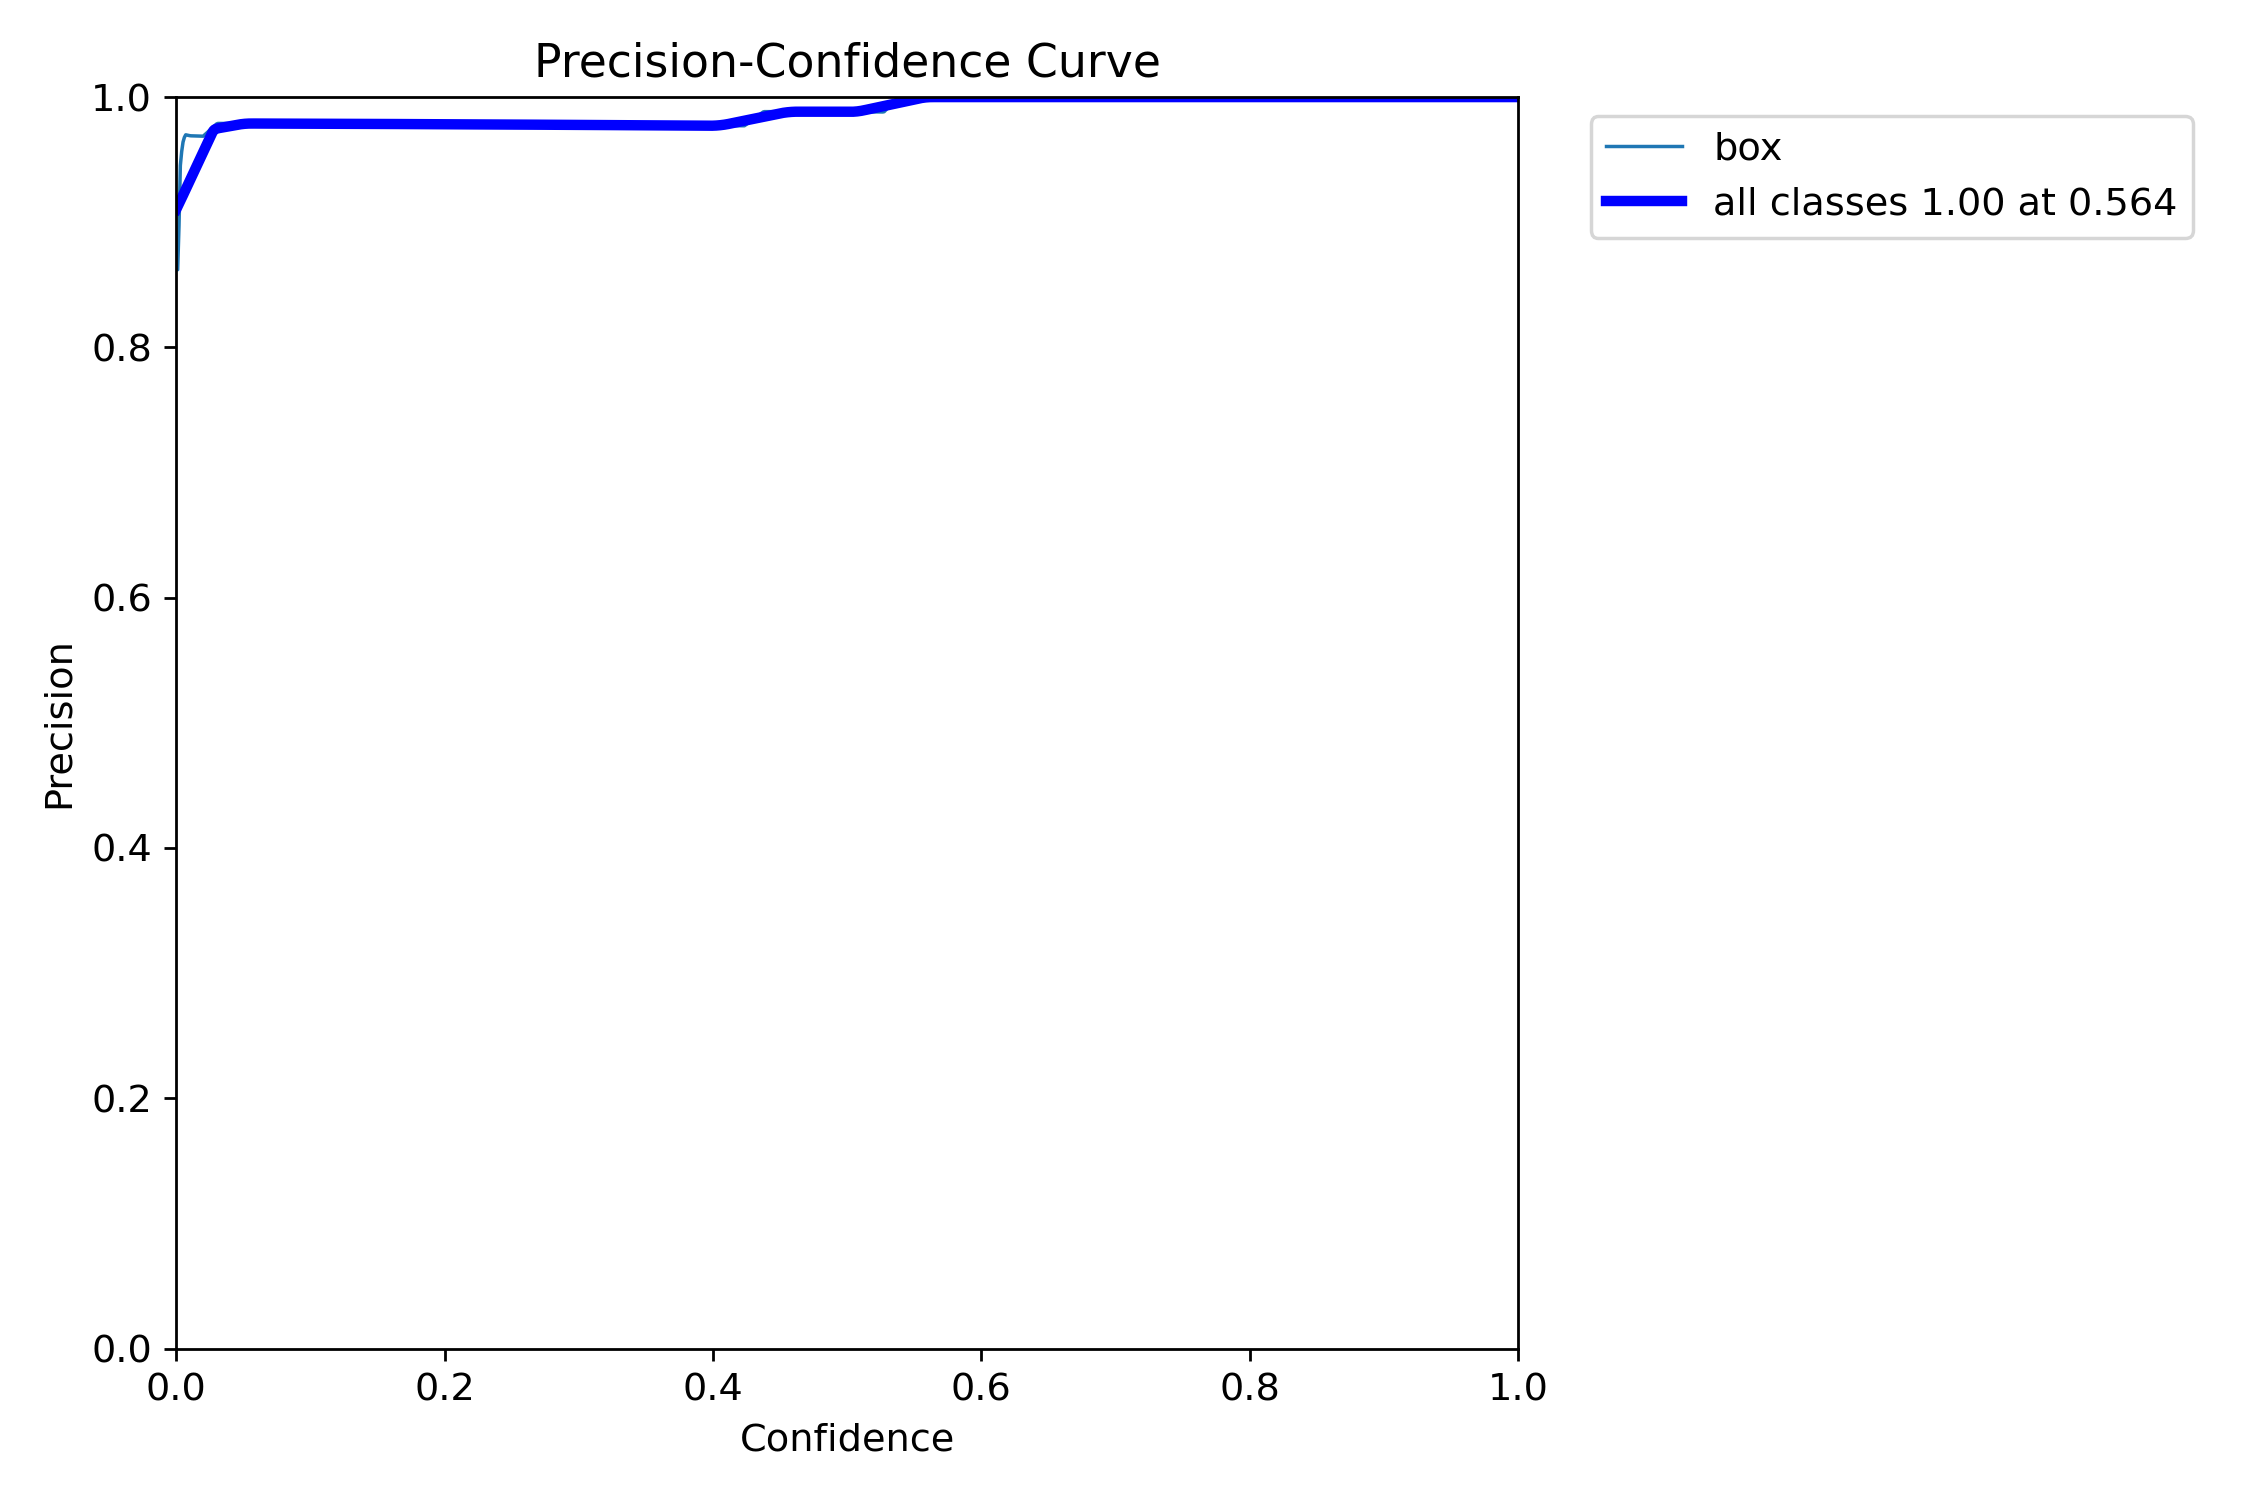 Precision-Confidence Curve
1.0
0.8
0.6
0.4
0.2
0.0
Precision
0.0 0.2 0.4 0.6 0.8 1.0
Confidence
box
all classes 1.00 at 0.564